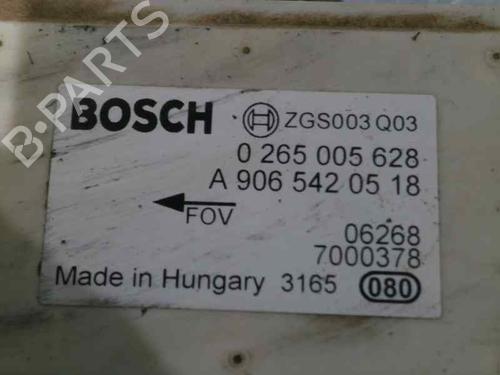 B-PARTS
BOSCH ZGS003 Q03
0 265 005 628
A 906 542 05 18
FOV
06268
7000378
Made in Hungary 3165 080